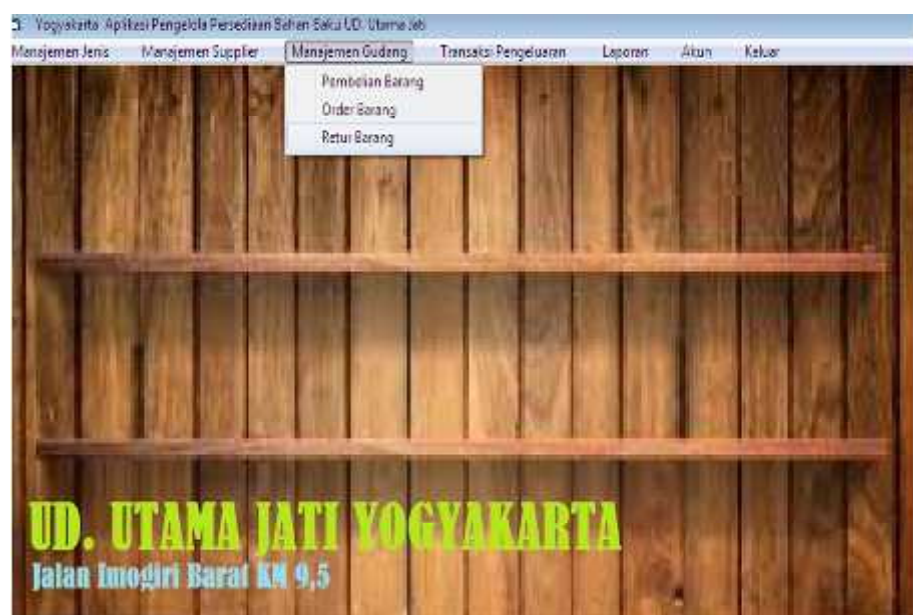 Yogyakarta Aplikasi Pengelola Persediaan Bahan Baku UD. Utama Jati
Manajemen Jenis Manajemen Supplier Manajemen Gudang Transaksi Pengeluaran Laporan Akun Keluar
Pembelian Barang
Order Barang
Retur Barang
UD. UTAMA JATI YOGYAKARTA
Jalan Imogiri Barat KM 9,5